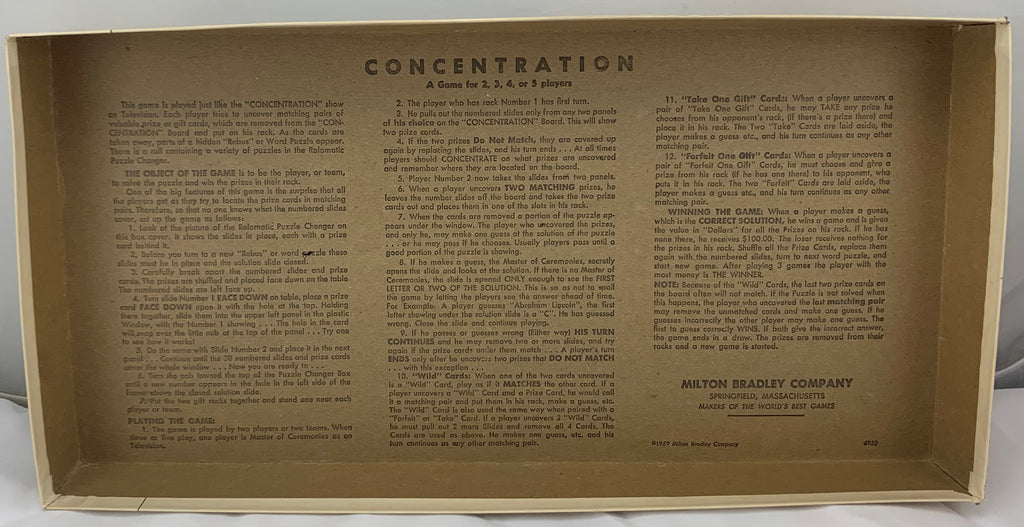 CONCENTRATION
A Game for 2, 3, 4, or 5 players
This game is played just like the "CONCENTRATION" show
on Television. Each player tries to uncover matching pairs of
valuable prize or gift cards, which are removed from the "CON-
CENTRATION" Board and put on his rack. As the cards are
taken away, parts of a hidden "Rebus" or Word Puzzle appear.
There is a roll containing a variety of puzzles in the Rolomatic
Puzzle Changer.
THE OBJECT OF THE GAME is to be the player, or team,
to solve the puzzle and win the prizes in their rack.
One of the big features of this game is the surprise that all
the players get as they try to locate the prize cards in matching
pairs. Therefore, so that no one knows what the numbered slides
cover, set up the game as follows:
1. Look at the picture of the Rolomatic Puzzle Changer on
this box cover. It shows the slides in place, each with a prize
card behind it.
2. Before you turn to a new "Rebus" or word puzzle these
slides must be in place and the solution slide closed.
3. Carefully break apart the numbered slides and prize
cards. The prizes are shuffled and placed face down on the table
The numbered slides are left face up.
4. Turn slide Number 1 FACE DOWN on table, place a prize
card FACE DOWN upon it with the hole at the top. Holding
them together, slide them into the upper left panel in the plastic
Window, with the Number 1 showing . . . The hole in the card
will snap over the little nub at the top of the panel . . . Try one
to see how it works!
5. Do the same with Slide Number 2 and place it in the next
panel . . . Continue until the 30 numbered slides and prize cards
cover the whole window . . . Now you are ready to . . .
6. Turn the nob toward the top of the Puzzle Changer Box
until a new number appears in the hole in the left side of the
frame above the closed solution slide.
7. Put the two gift racks together and stand one near each
player or team.
PLAYING THE GAME:
1. The game is played by two players or two teams. When
three or five play, one player is Master of Ceremonies as on
Television.
2. The player who has rack Number 1 has first turn.
3. He pulls out the numbered slides only from any two panels
of his choice on the "CONCENTRATION" Board. This will show
two prize cards.
4. If the two prizes Do Not Match, they are covered up
again by replacing the slides, and his turn ends . . . At all times
players should CONCENTRATE on what prizes are uncovered
and remember where they are located on the board.
5. Player Number 2 now takes the slides from two panels.
6. When a player uncovers TWO MATCHING prizes, he
leaves the number slides off the board and takes the two prize
cards out and places them in one of the slots in his rack.
7. When the cards are removed a portion of the puzzle ap-
pears under the window. The player who uncovered the prizes,
and only he, may make one guess at the solution of the puzzle
. . . or he may pass if he chooses. Usually players pass until a
good portion of the puzzle is showing.
8. If he makes a guess, the Master of Ceremonies, secretly
opens the slide and looks at the solution. If there is no Master of
Ceremonies, the slide is opened ONLY enough to see the FIRST
LETTER OR TWO OF THE SOLUTION. This is so as not to spoil
the game by letting the players see the answer ahead of time.
For Example: A player guesses "Abraham Lincoln", the first
letter showing under the solution slide is a "C". He has guessed
wrong. Close the slide and continue playing.
9. If he passes or guesses wrong (Either way) HIS TURN
CONTINUES and he may remove two or more slides, and try
again if the prize cards under them match . . . . A player's turn
ENDS only after he uncovers two prizes that DO NOT MATCH
. . . with this exception . . .
10. "Wild" Cards: When one of the two cards uncovered
is a "Wild" Card, play as if it MATCHES the other card. If a
player uncovers a "Wild" Card and a Prize Card, he would call
it a matching pair and put them in his rack, make a guess, etc.
The "Wild" Card is also used the same way when paired with a
"Forfeit" or "Take" Card. If a player uncovers 2 "Wild" Cards,
he must pull out 2 more Slides and remove all 4 Cards. The
Cards are used as above. He makes one guess, etc. and his
turn continues as any other matching pair.
11. "Take One Gift" Cards: When a player uncovers a
pair of "Take One Gift" Cards, he may TAKE any prize he
chooses from his opponent's rack, (if there's a prize there) and
place it in his rack. The Two "Take" Cards are laid aside, the
player makes a guess etc., and his turn continues as any other
matching pair.
12. "Forfeit One Gift" Cards: When a player uncovers a
pair of "Forfeit One Gift" Cards, he must choose and give a
prize from his rack (if he has one there) to his opponent, who
puts it in his rack. The two "Forfeit" Cards are laid aside, the
player makes a guess etc., and his turn continues as any other
matching pair.
WINNING THE GAME: When a player makes a guess,
which is the CORRECT SOLUTION, he wins a game and is given
the value in "Dollars" for all the Prizes on his rack. If he has
none there, he receives $100.00. The loser receives nothing for
the prizes in his rack. Shuffle all the Prize Cards, replace them
again with the numbered slides, turn to next word puzzle, and
start new game. After playing 3 games the player with the
most money is THE WINNER.
NOTE: Because of the "Wild" Cards, the last two prize cards on
the board often will not match. If the Puzzle is not solved when
this happens, the player who uncovered the last matching pair
may remove the unmatched cards and make one guess. If he
guesses incorrectly the other player may make one guess. The
first to guess correctly WINS. If both give the incorrect answer,
the game ends in a draw. The prizes are removed from their
racks and a new game is started.
MILTON BRADLEY COMPANY
SPRINGFIELD, MASSACHUSETTS
MAKERS OF THE WORLD'S BEST GAMES
©1959 Milton Bradley Company
4950